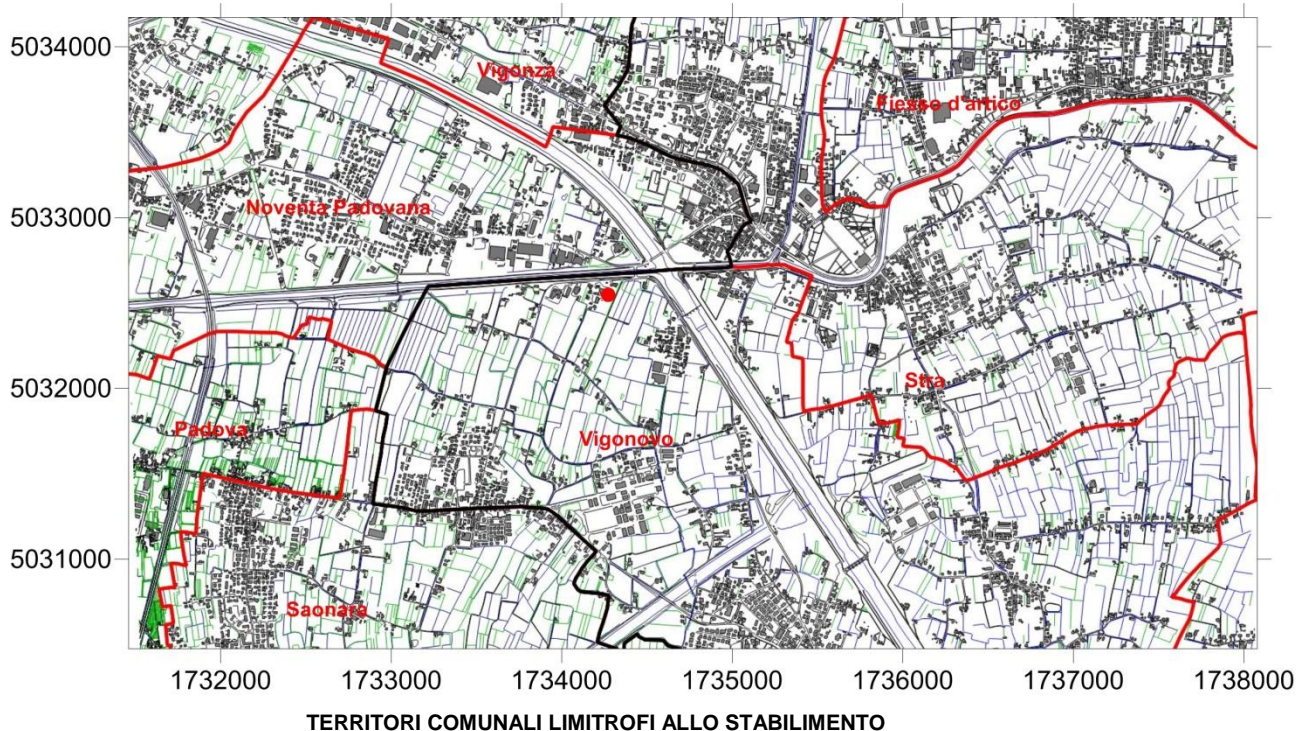 5034000
Vigonza
Fiesso d'artico
Noventa Padovana
5033000
5032000
Stra
Padova
Vigonovo
5031000
Saonara
1732000 1733000 1734000 1735000 1736000 1737000 1738000
TERRITORI COMUNALI LIMITROFI ALLO STABILIMENTO